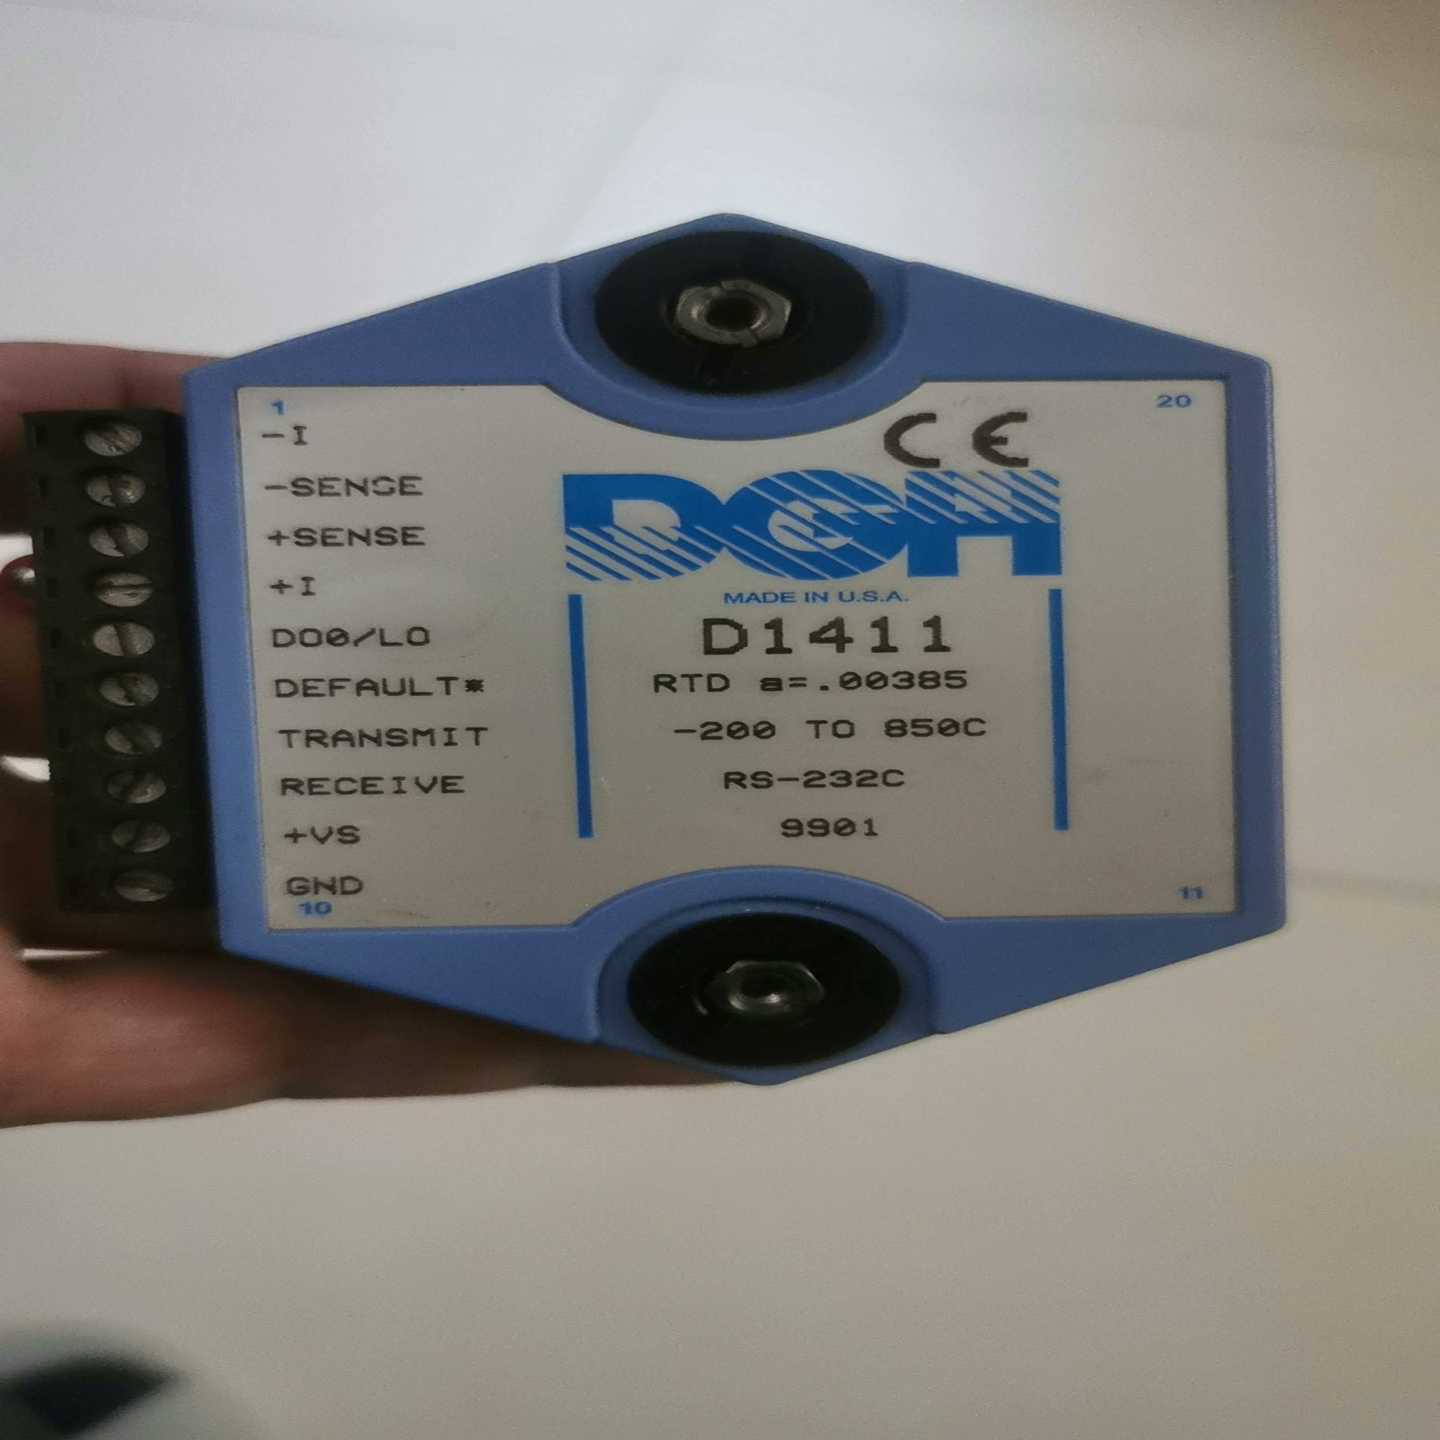 1
20
-I
-SENSE
+SENSE
+I
DO0/LO
DEFAULT*
TRANSMIT
RECEIVE
+VS
GND
10
CE
DGH
MADE IN U.S.A.
D1411
RTD a=.00385
-200 TO 850C
RS-232C
9901
11